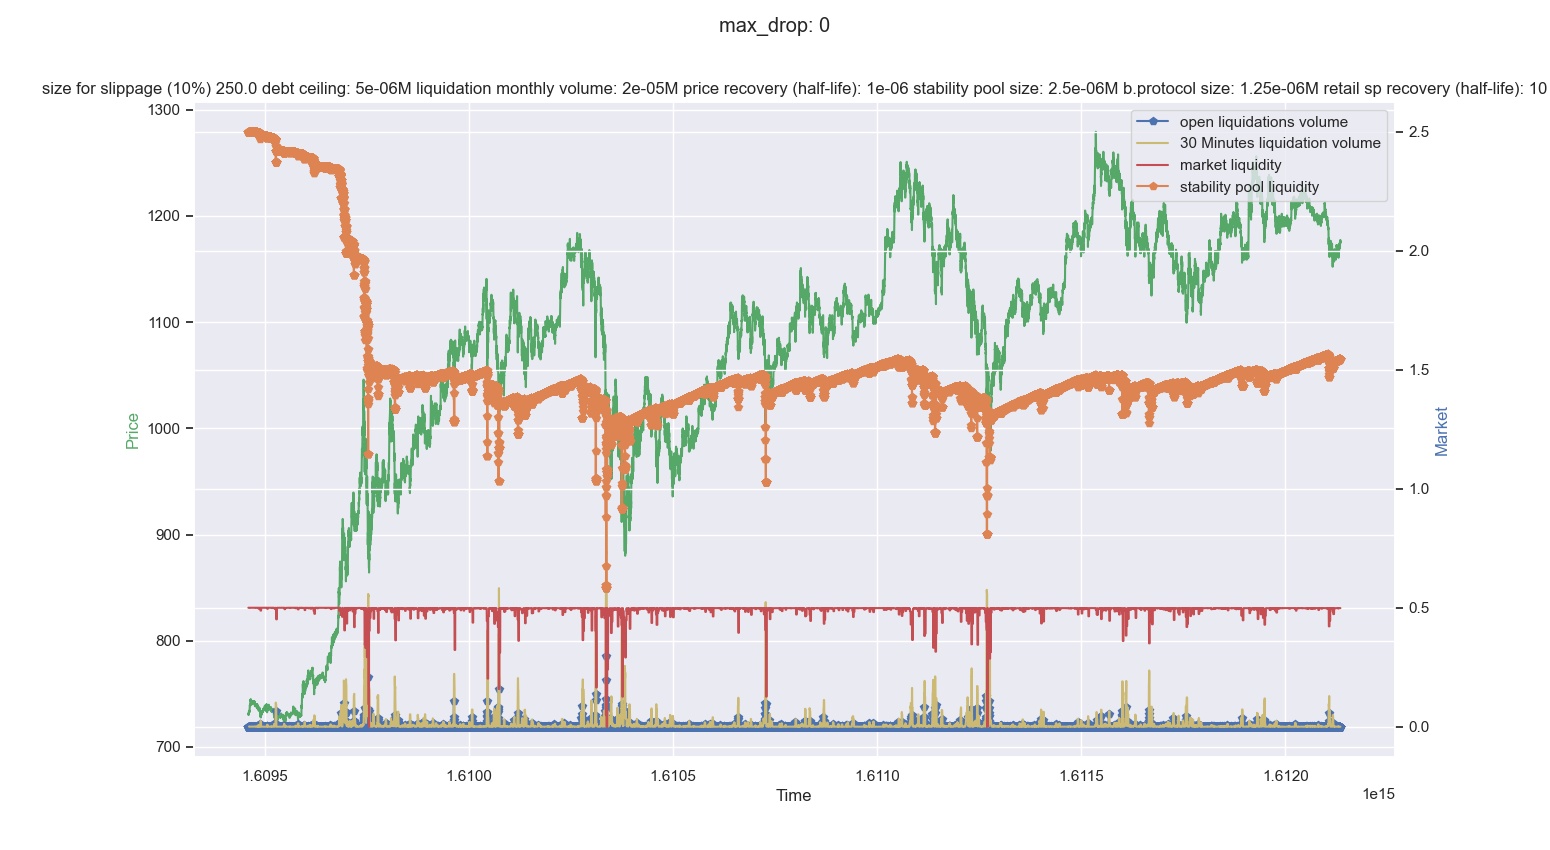 max_drop: 0
size for slippage (10%) 250.0 debt ceiling: 5e-06M liquidation monthly volume: 2e-05M price recovery (half-life): 1e-06 stability pool size: 2.5e-06M b.protocol size: 1.25e-06M retail sp recovery (half-life): 10
open liquidations volume
30 Minutes liquidation volume
market liquidity
stability pool liquidity
1300
1200
1100
1000
900
800
700
Price
2.5
2.0
1.5
1.0
0.5
0.0
Market
1.6095 1.6100 1.6105 1.6110 1.6115 1.6120
1e15
Time